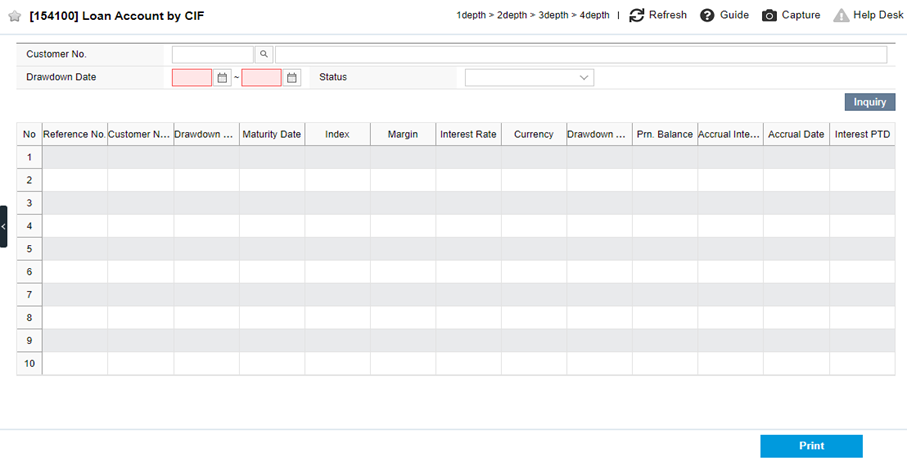 [154100] Loan Account by CIF
1depth > 2depth > 3depth > 4depth | Refresh Guide Capture Help Desk
Customer No.
Drawdown Date ~ Status
Inquiry
No Reference No. Customer N... Drawdown ... Maturity Date Index Margin Interest Rate Currency Drawdown ... Prn. Balance Accrual Inte... Accrual Date Interest PTD
1
2
3
4
5
6
7
8
9
10
Print